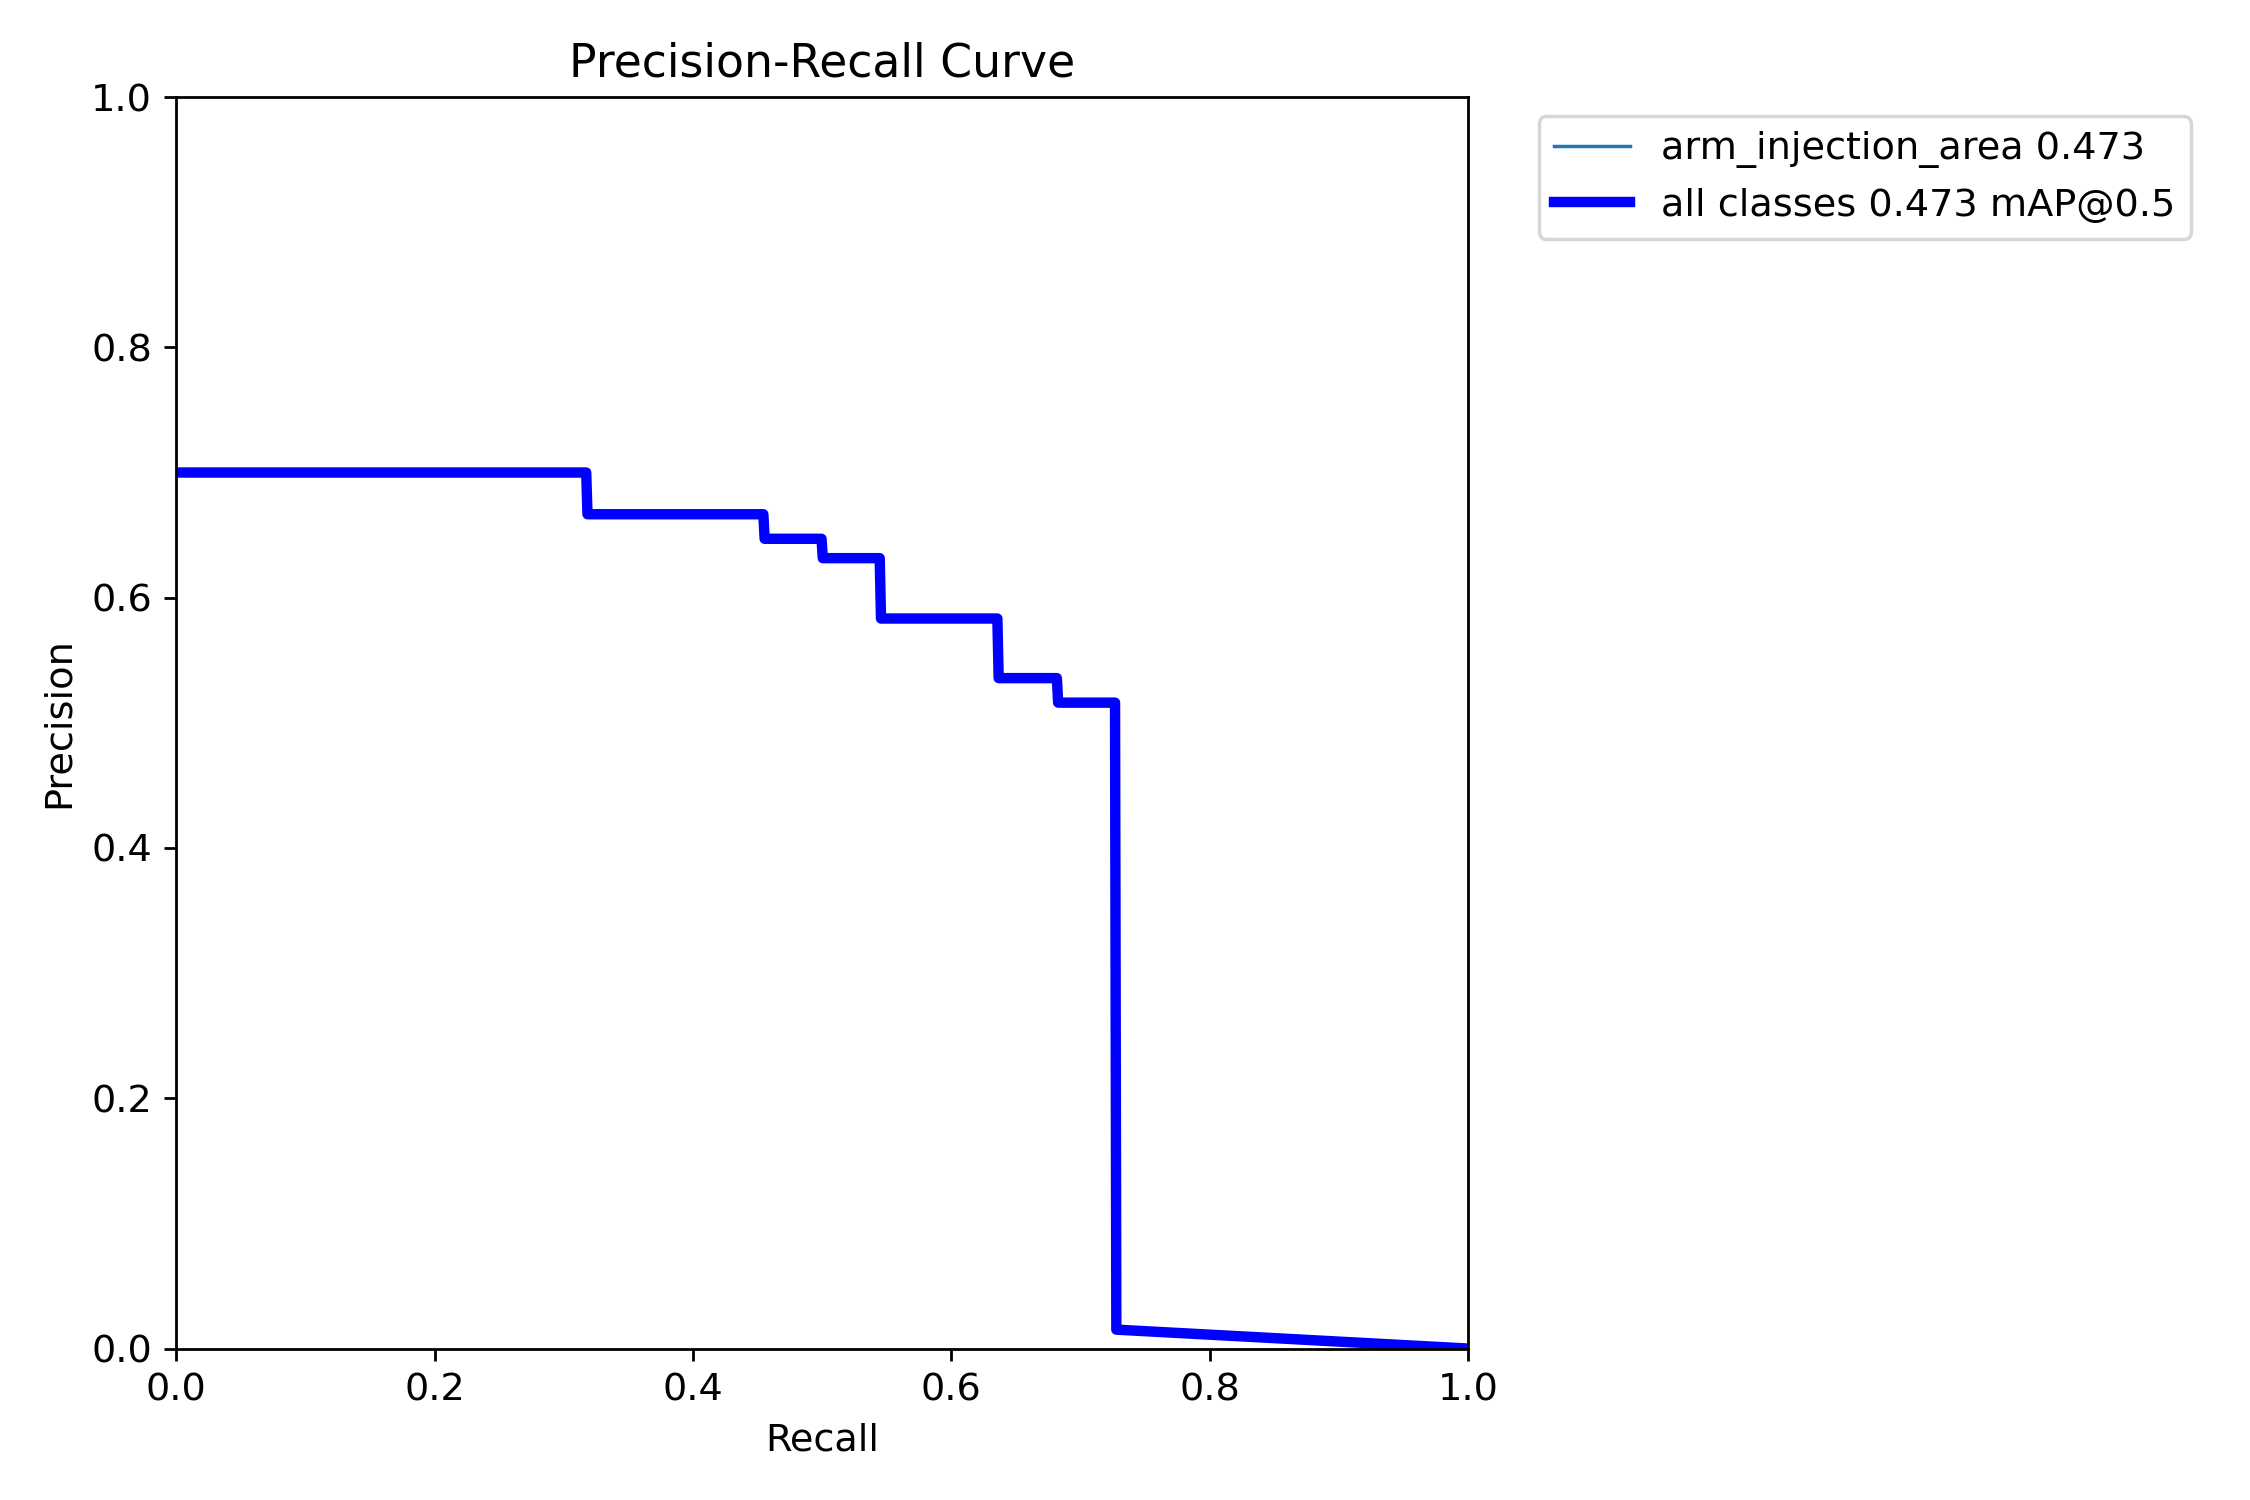 Precision-Recall Curve
1.0
0.8
0.6
0.4
0.2
0.0
Precision
0.0 0.2 0.4 0.6 0.8 1.0
Recall
arm_injection_area 0.473
all classes 0.473 mAP@0.5